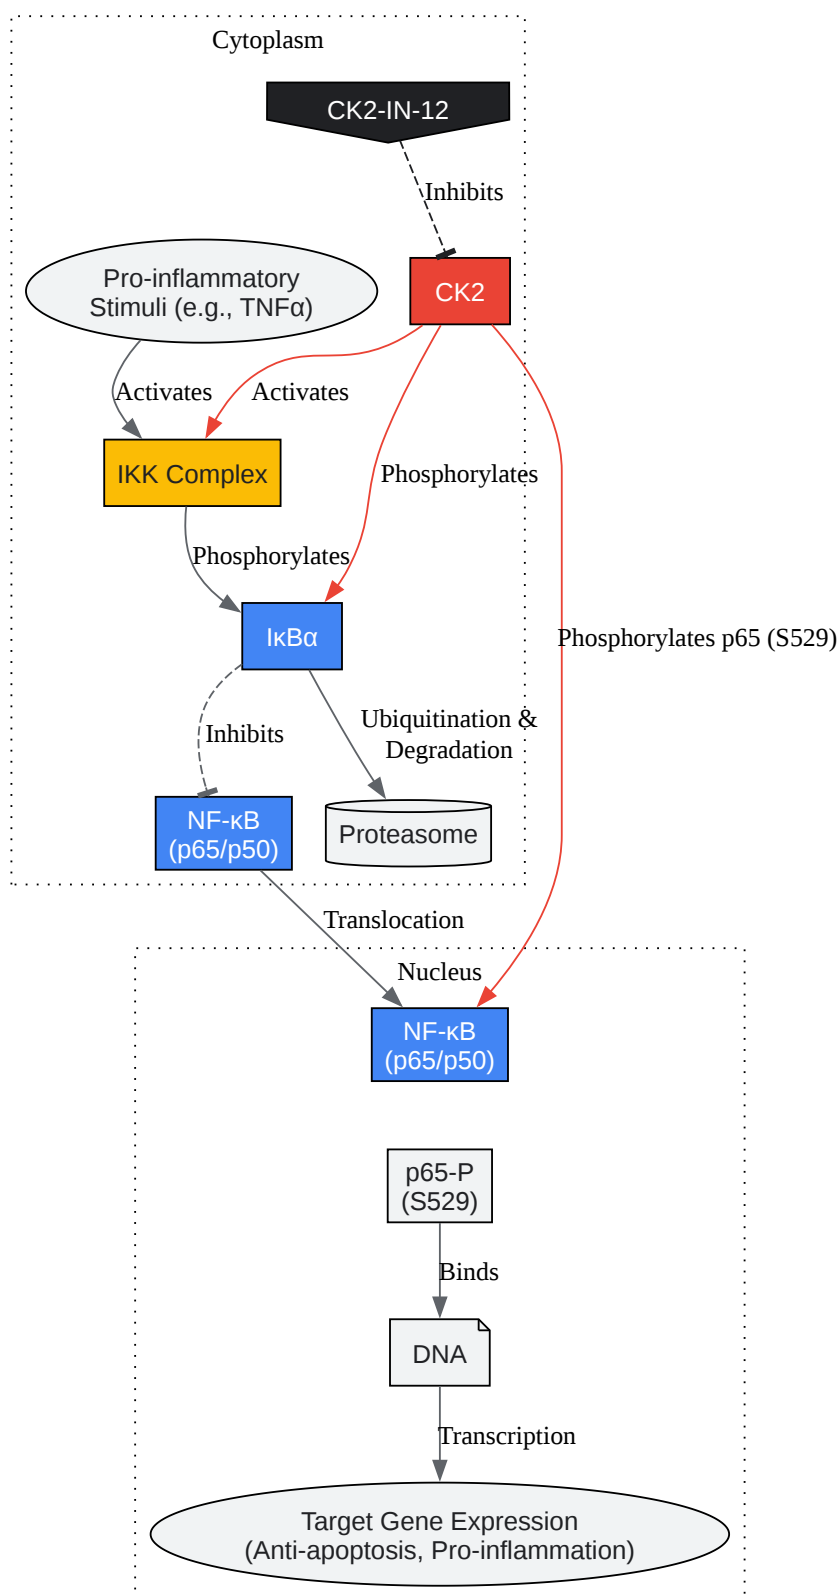 Cytoplasm
CK2-IN-12
Inhibits
Pro-inflammatory
Stimuli (e.g., TNFα)
CK2
Activates
Activates
IKK Complex
Phosphorylates
Phosphorylates
IκBα
Phosphorylates p65 (S529)
Inhibits
Ubiquitination &
Degradation
NF-κB
(p65/p50)
Proteasome
Translocation
Nucleus
NF-κB
(p65/p50)
p65-P
(S529)
Binds
DNA
Transcription
Target Gene Expression
(Anti-apoptosis, Pro-inflammation)